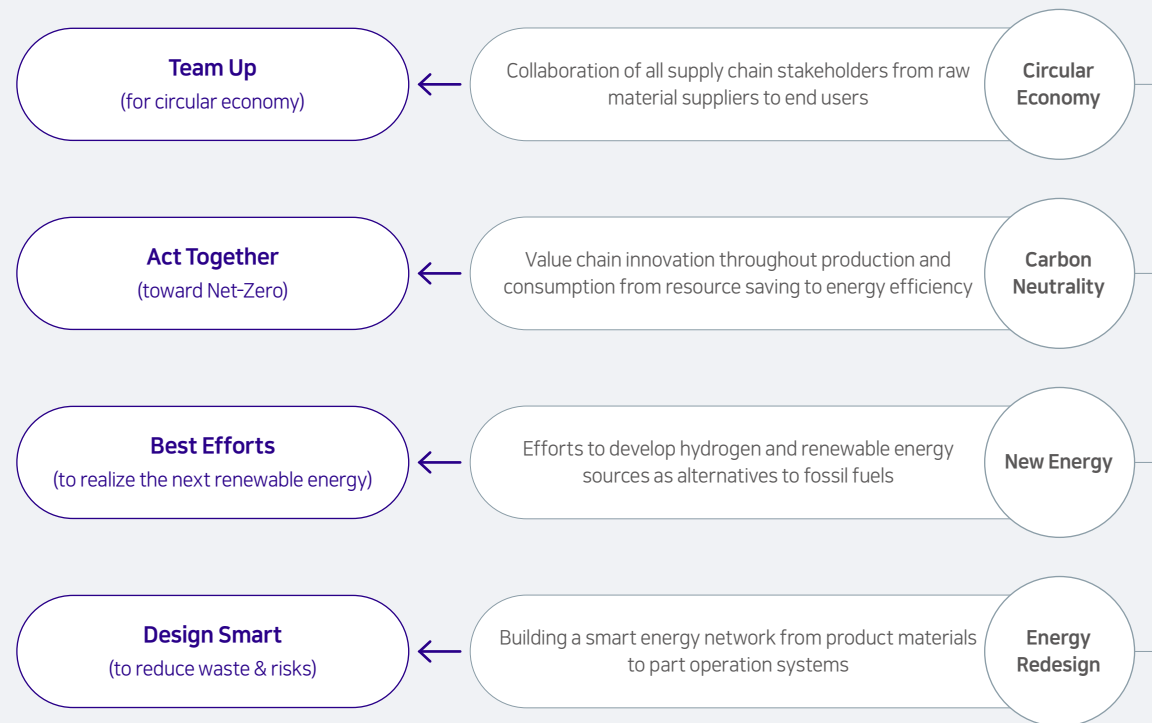 Team Up
(for circular economy)
Collaboration of all supply chain stakeholders from raw
material suppliers to end users
Circular
Economy
Act Together
(toward Net-Zero)
Value chain innovation throughout production and
consumption from resource saving to energy efficiency
Carbon
Neutrality
Best Efforts
(to realize the next renewable energy)
Efforts to develop hydrogen and renewable energy
sources as alternatives to fossil fuels
New Energy
Design Smart
(to reduce waste & risks)
Building a smart energy network from product materials
to part operation systems
Energy
Redesign